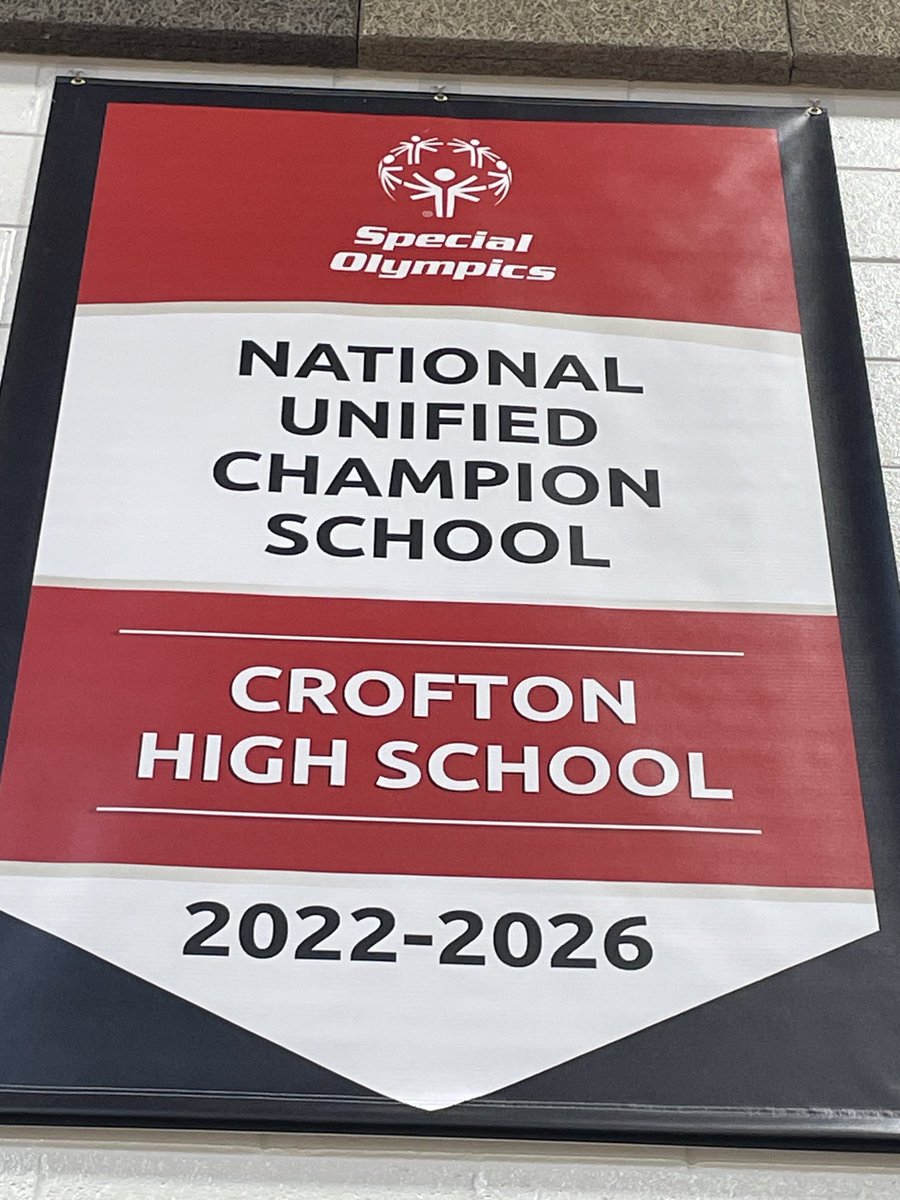 Special
Olympics
NATIONAL
UNIFIED
CHAMPION
SCHOOL
CROFTON
HIGH SCHOOL
2022-2026